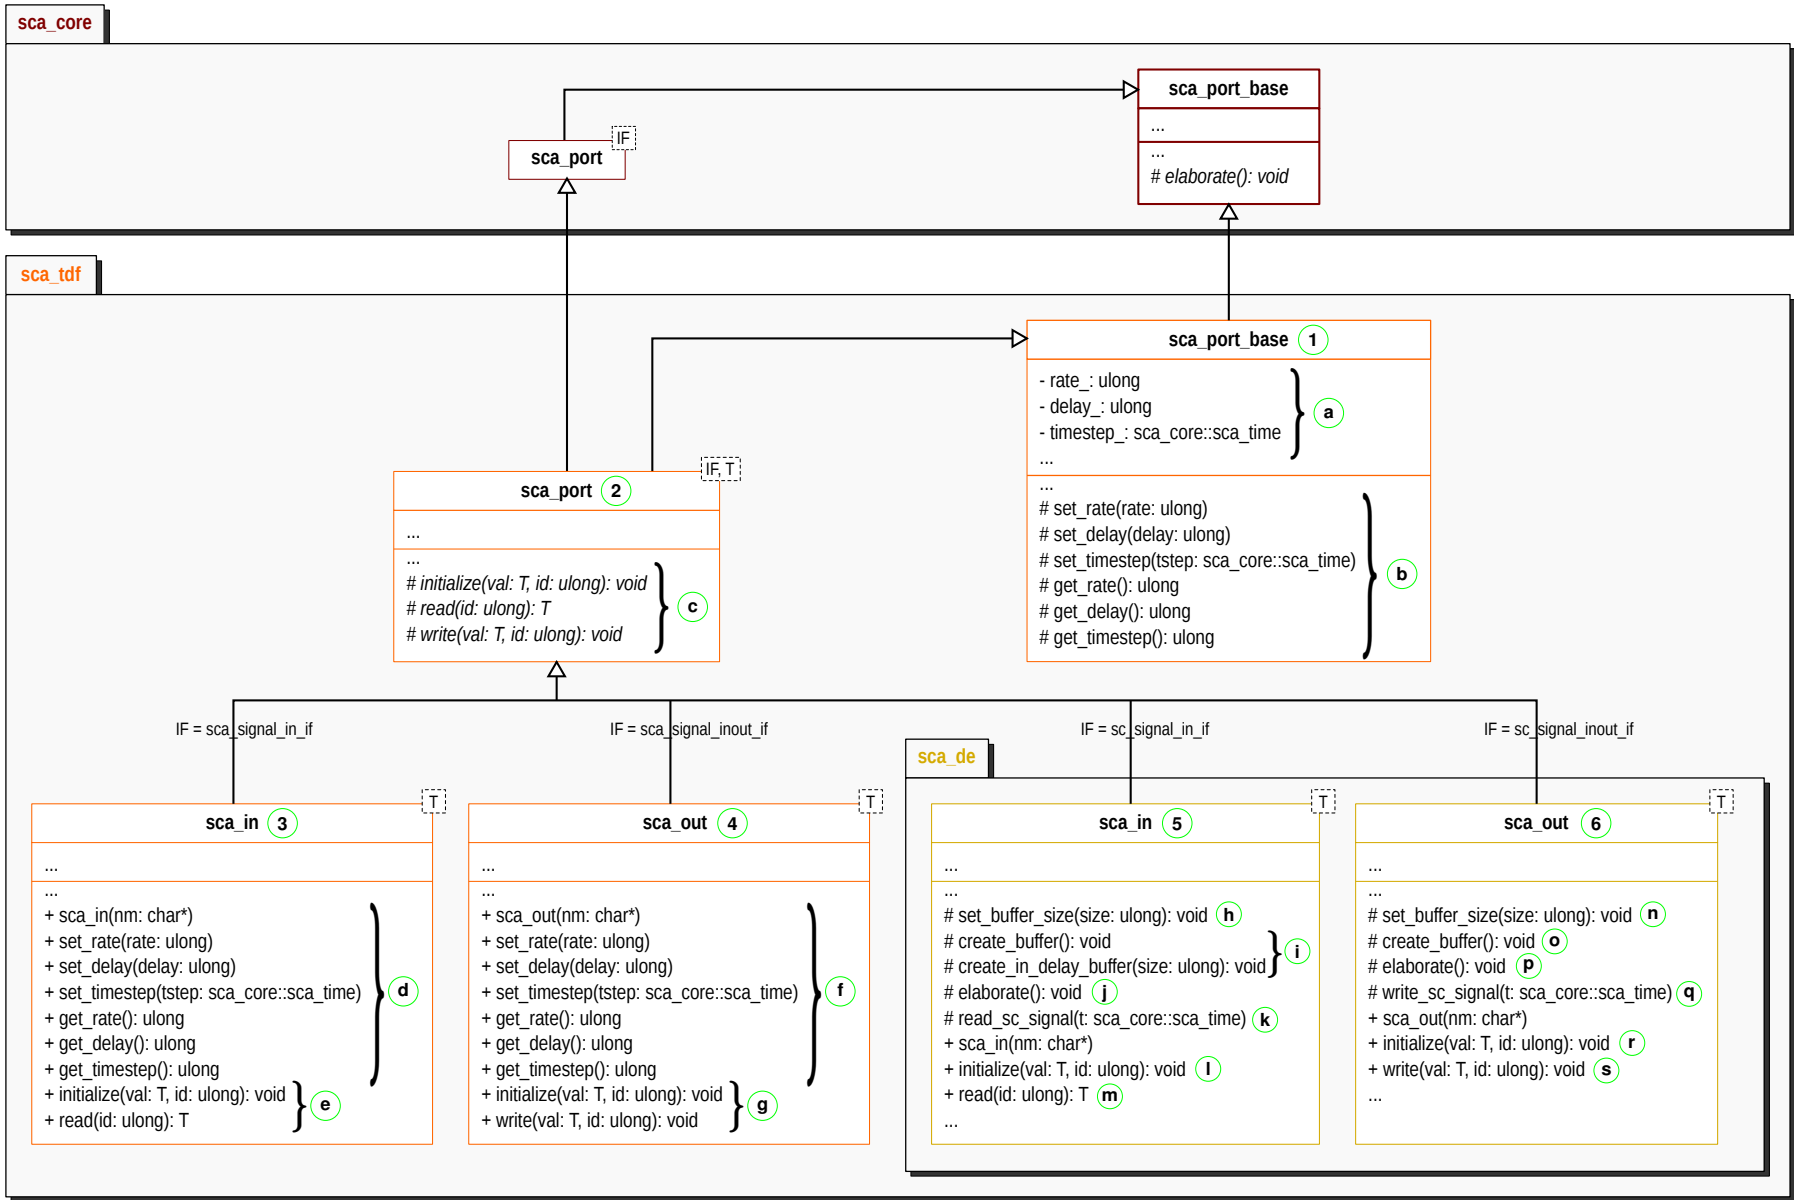 sca_core
sca_port_base
...
...
# elaborate(): void
IF
sca_port
sca_tdf
sca_port_base 1
- rate_: ulong
- delay_: ulong
- timestep_: sca_core::sca_time
a
...
...
# set_rate(rate: ulong)
# set_delay(delay: ulong)
# set_timestep(tstep: sca_core::sca_time)
# get_rate(): ulong
# get_delay(): ulong
# get_timestep(): ulong
b
IF, T
sca_port 2
...
...
# initialize(val: T, id: ulong): void
# read(id: ulong): T
# write(val: T, id: ulong): void
c
IF = sca_signal_in_if
IF = sca_signal_inout_if
IF = sc_signal_in_if
IF = sc_signal_inout_if
sca_de
T
sca_in 3
...
...
+ sca_in(nm: char*)
+ set_rate(rate: ulong)
+ set_delay(delay: ulong)
+ set_timestep(tstep: sca_core::sca_time)
+ get_rate(): ulong
+ get_delay(): ulong
+ get_timestep(): ulong
d
+ initialize(val: T, id: ulong): void
+ read(id: ulong): T
e
T
sca_out 4
...
...
+ sca_out(nm: char*)
+ set_rate(rate: ulong)
+ set_delay(delay: ulong)
+ set_timestep(tstep: sca_core::sca_time)
+ get_rate(): ulong
+ get_delay(): ulong
+ get_timestep(): ulong
f
+ initialize(val: T, id: ulong): void
+ write(val: T, id: ulong): void
g
T
sca_in 5
...
...
# set_buffer_size(size: ulong): void h
# create_buffer(): void
# create_in_delay_buffer(size: ulong): void
i
# elaborate(): void j
# read_sc_signal(t: sca_core::sca_time) k
+ sca_in(nm: char*)
+ initialize(val: T, id: ulong): void l
+ read(id: ulong): T m
...
T
sca_out 6
...
...
# set_buffer_size(size: ulong): void n
# create_buffer(): void o
# elaborate(): void p
# write_sc_signal(t: sca_core::sca_time) q
+ sca_out(nm: char*)
+ initialize(val: T, id: ulong): void r
+ write(val: T, id: ulong): void s
...